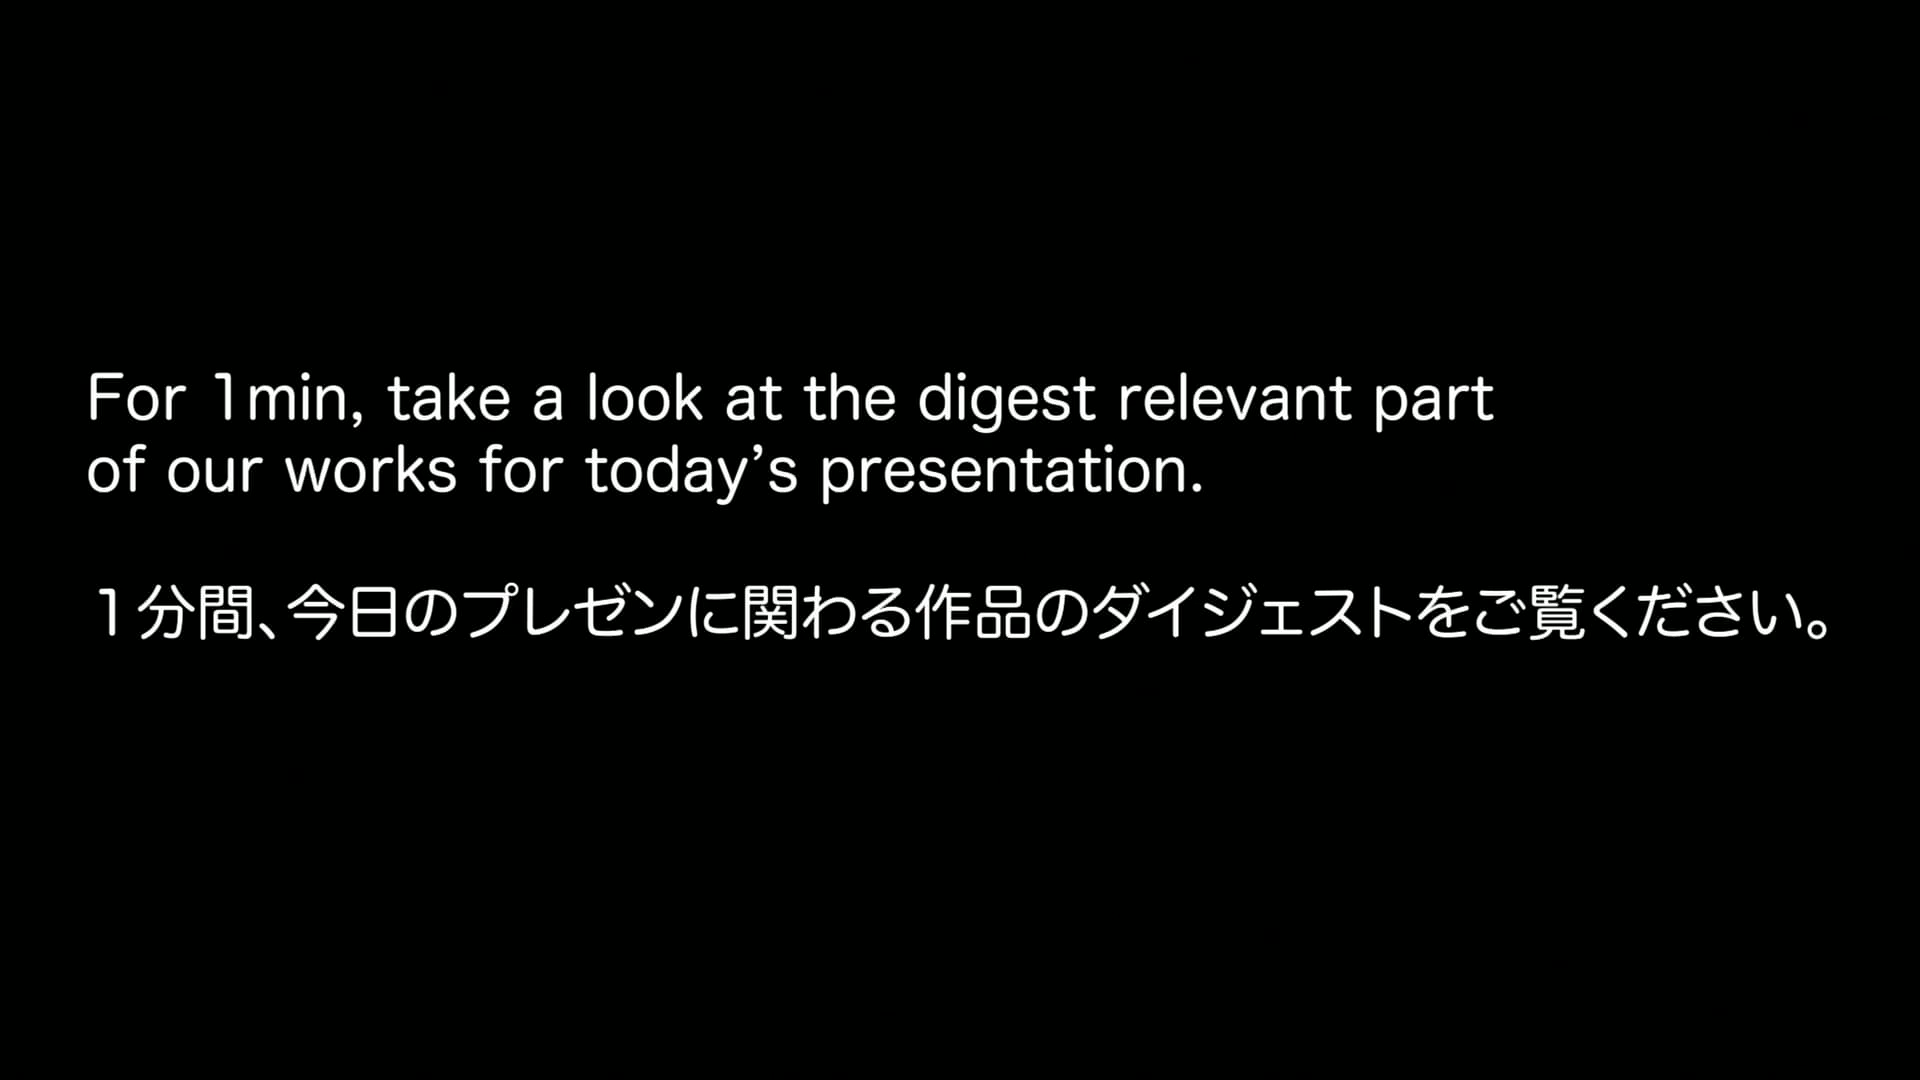 For 1min, take a look at the digest relevant part
of our works for today’s presentation.
１分間、今日のプレゼンに関わる作品のダイジェストをご覧ください。